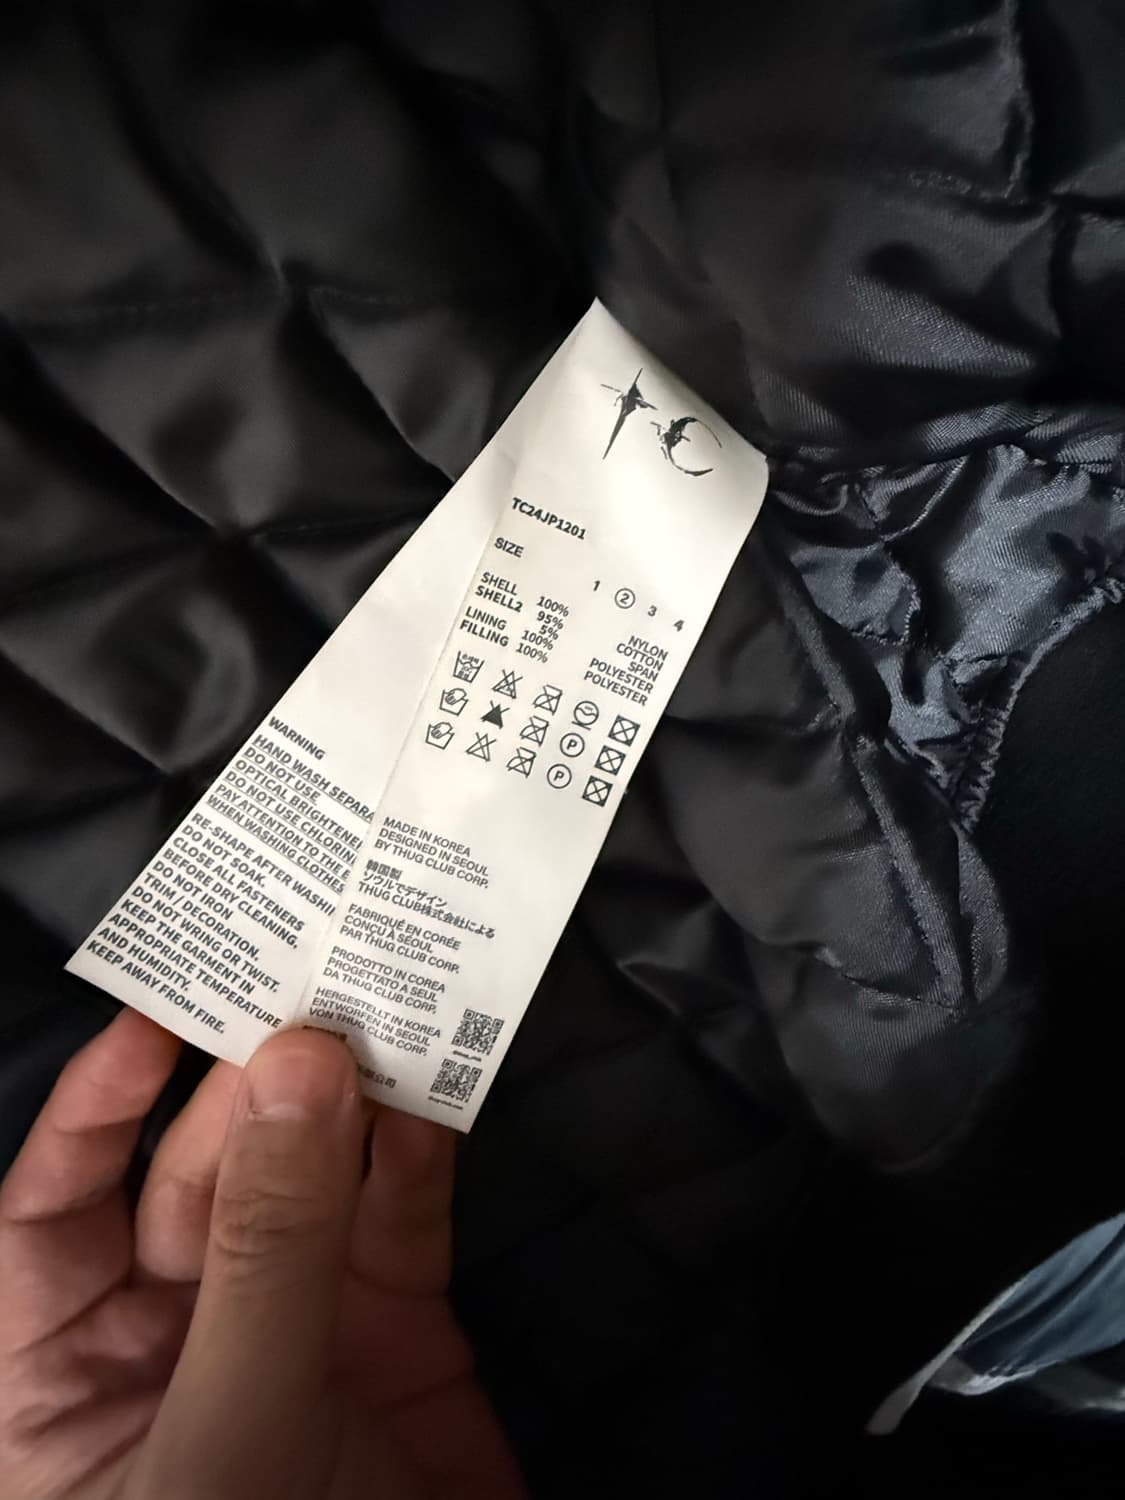 TC
TC24JP1201
SIZE 1 2 3 4
SHELL 100% NYLON
SHELL2 95% COTTON
5% SPAN
LINING 100% POLYESTER
FILLING 100% POLYESTER
P
P
MADE IN KOREA
DESIGNED IN SEOUL
BY THUG CLUB CORP.
韓国製
ソウルでデザイン
THUG CLUB株式会社による
FABRIQUÉ EN CORÉE
CONÇU À SÉOUL
PAR THUG CLUB CORP.
PRODOTTO IN COREA
PROGETTATO A SEUL
DA THUG CLUB CORP.
HERGESTELLT IN KOREA
ENTWORFEN IN SEOUL
VON THUG CLUB CORP.
限公司
WARNING
HAND WASH SEPARA
DO NOT USE
OPTICAL BRIGHTENE
DO NOT USE CHLORIN
PAY ATTENTION TO THE
WHEN WASHING CLOTHES
RE-SHAPE AFTER WASHI
DO NOT SOAK.
CLOSE ALL FASTENERS
BEFORE DRY CLEANING,
DO NOT IRON
TRIM / DECORATION.
DO NOT WRING OR TWIST.
KEEP THE GARMENT IN
APPROPRIATE TEMPERATURE
AND HUMIDITY.
KEEP AWAY FROM FIRE.